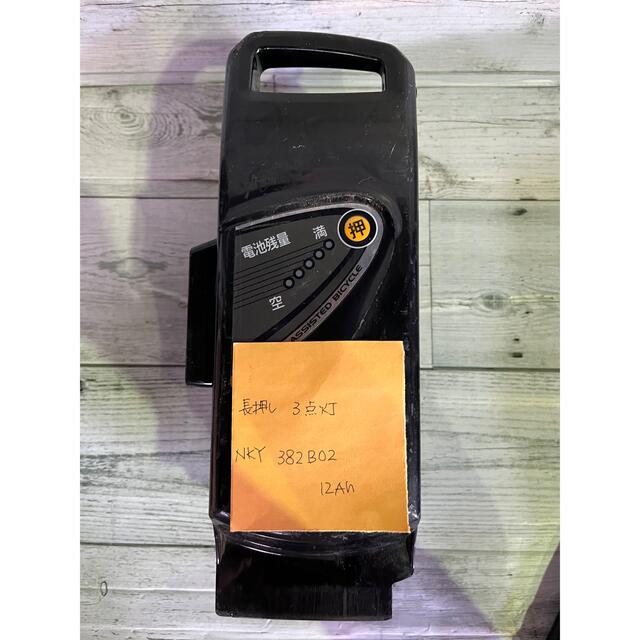 満
押
電池残量
空
ASSISTED BICYCLE
長押し 3点灯
NKY 382B02
12Ah